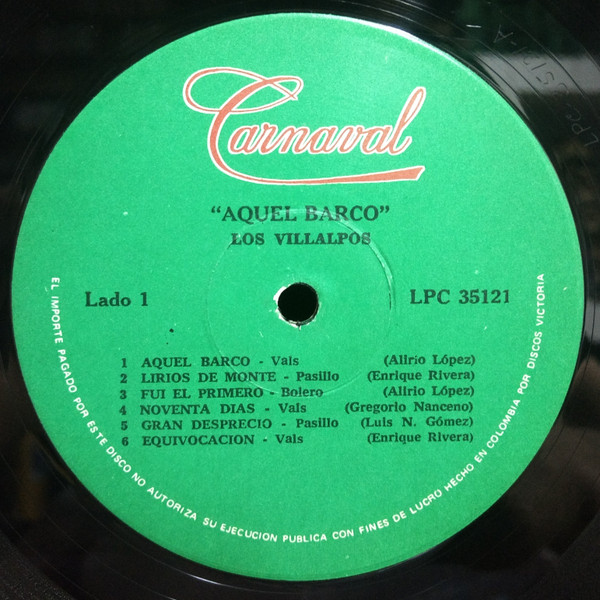 Carnaval
"AQUEL BARCO"
LOS VILLALPOS
Lado 1 LPC 35121
1 AQUEL BARCO - Vals (Alirio López)
2 LIRIOS DE MONTE - Pasillo (Enrique Rivera)
3 FUI EL PRIMERO - Bolero (Alirio López)
4 NOVENTA DIAS - Vals (Gregorio Nanceno)
5 GRAN DESPRECIO - Pasillo (Luis N. Gómez)
6 EQUIVOCACION - Vals (Enrique Rivera)
EL IMPORTE PAGADO POR ESTE DISCO NO AUTORIZA SU EJECUCION PUBLICA CON FINES DE LUCRO HECHO EN COLOMBIA POR DISCOS VICTORIA
LPC-35121-A